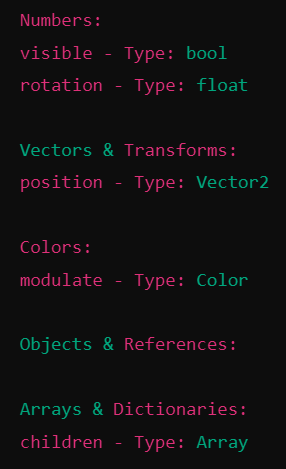 Numbers:
visible - Type: bool
rotation - Type: float
Vectors & Transforms:
position - Type: Vector2
Colors:
modulate - Type: Color
Objects & References:
Arrays & Dictionaries:
children - Type: Array